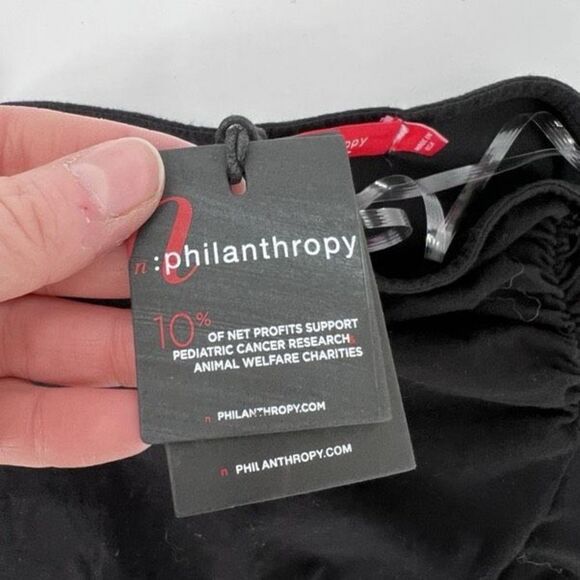 n
n :philanthropy
10% OF NET PROFITS SUPPORT
PEDIATRIC CANCER RESEARCH&
ANIMAL WELFARE CHARITIES
n PHILANTHROPY.COM
n PHILANTHROPY.COM